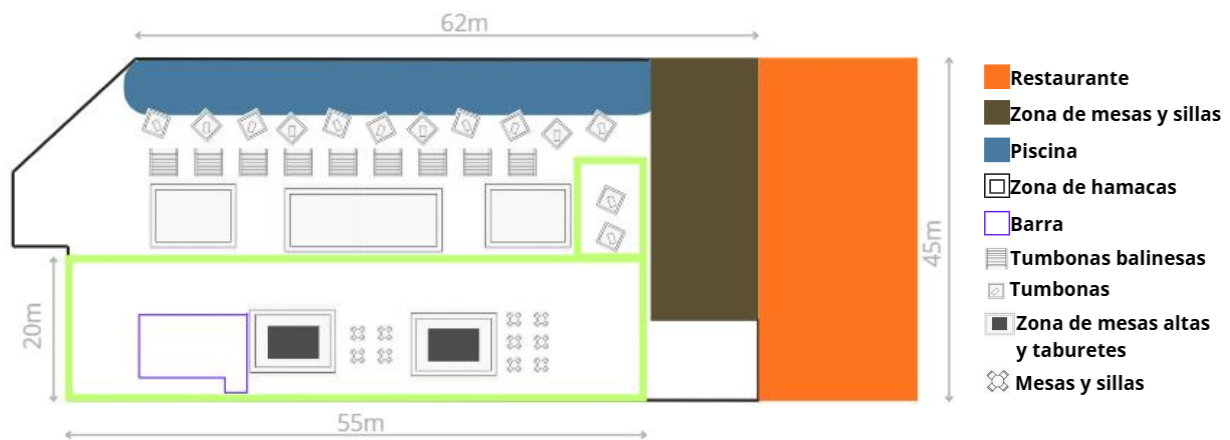 62m
45m
20m
55m
Restaurante
Zona de mesas y sillas
Piscina
Zona de hamacas
Barra
Tumbonas balinesas
Tumbonas
Zona de mesas altas
y taburetes
Mesas y sillas